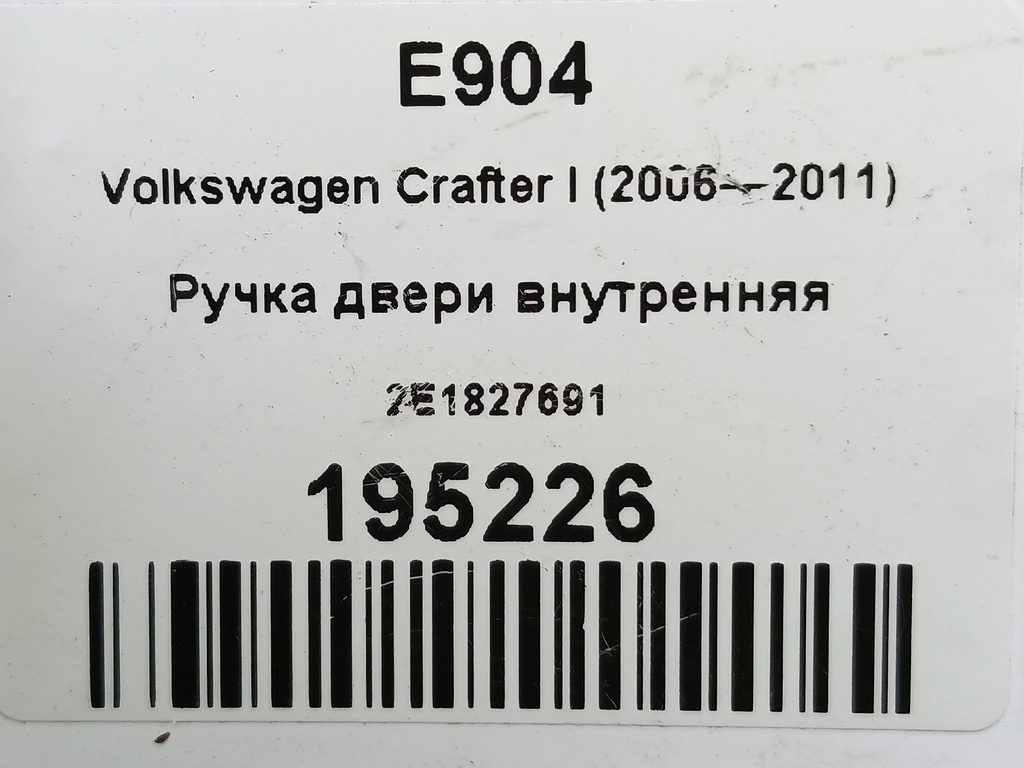 E904
Volkswagen Crafter I (2006—2011)
Ручка двери внутренняя
2E1827691
195226